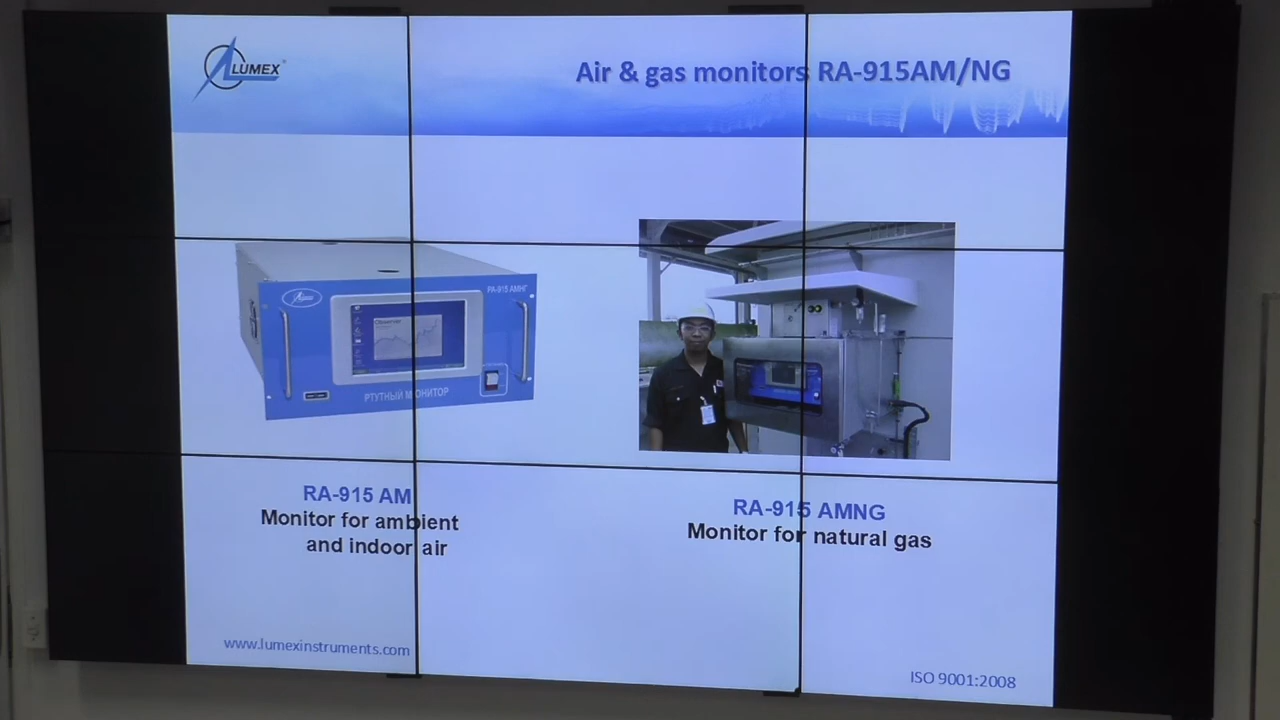 LUMEX
Air & gas monitors RA-915AM/NG
РА-915 АМНГ
РТУТНЫЙ МОНИТОР
RA-915 AM
Monitor for ambient
and indoor air
RA-915 AMNG
Monitor for natural gas
www.lumexinstruments.com
ISO 9001:2008